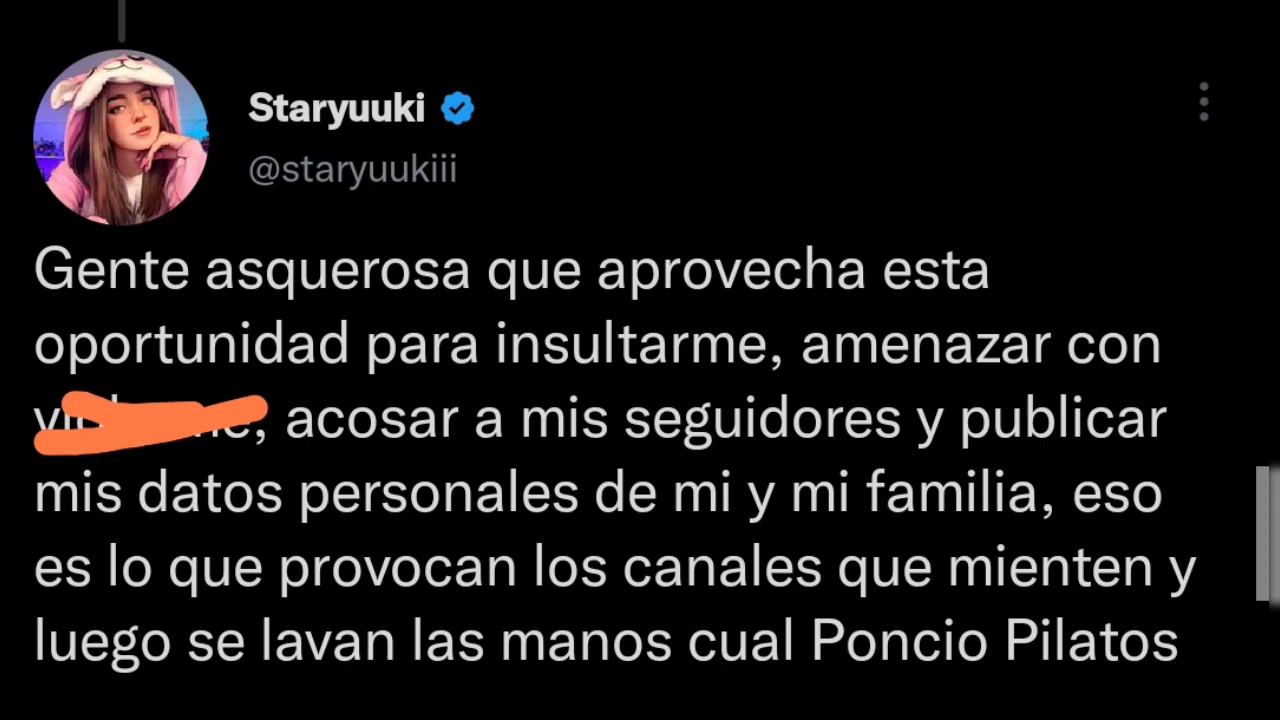 Staryuuki
@staryuukiii
Gente asquerosa que aprovecha esta
oportunidad para insultarme, amenazar con
, acosar a mis seguidores y publicar
mis datos personales de mi y mi familia, eso
es lo que provocan los canales que mienten y
luego se lavan las manos cual Poncio Pilatos